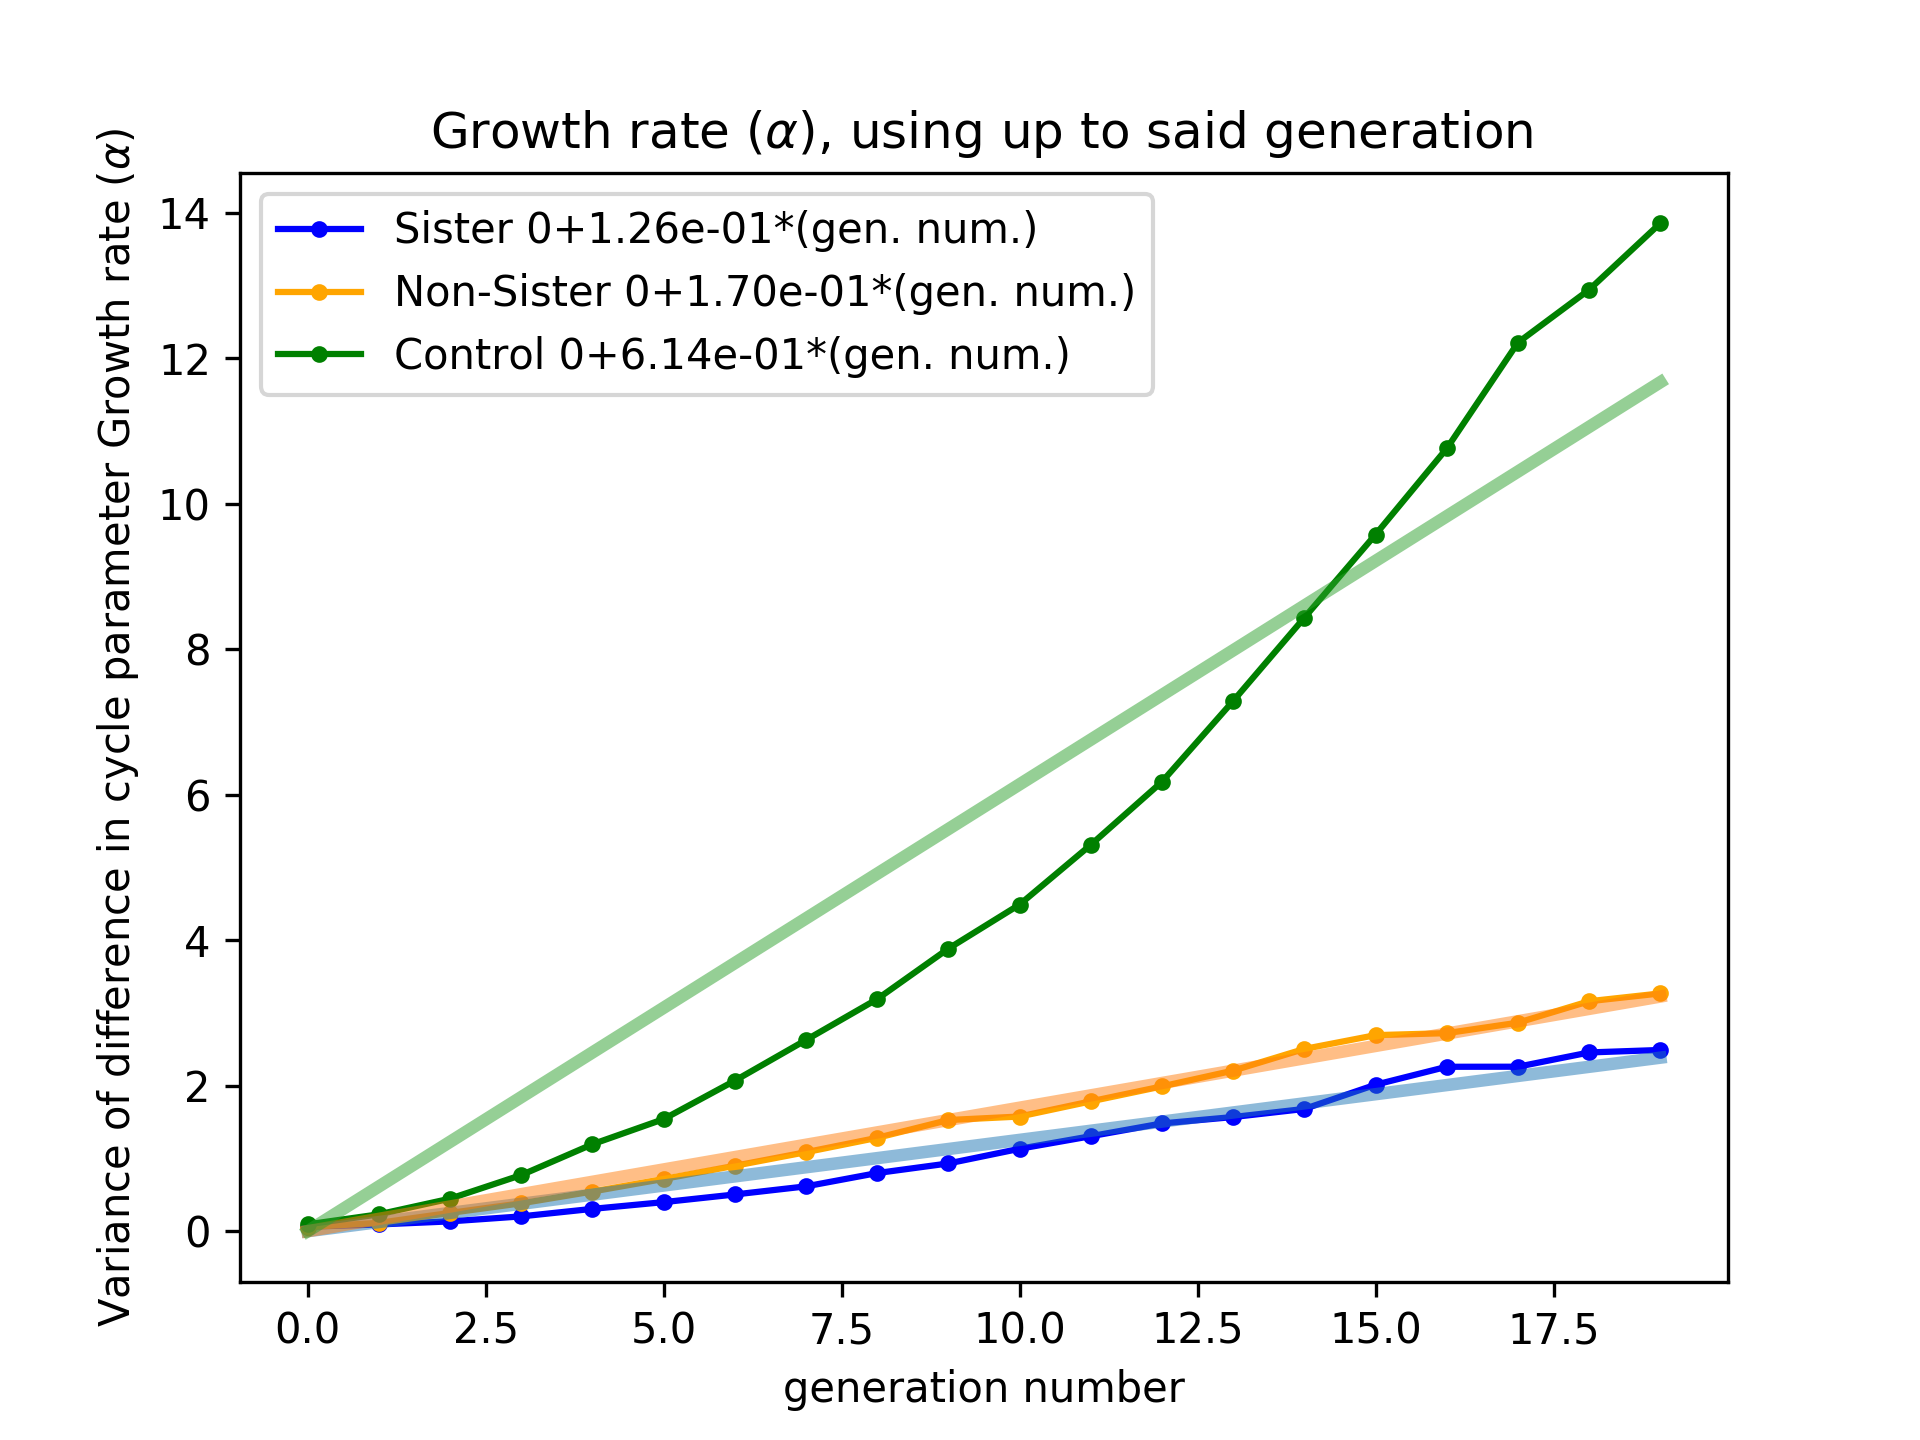 Growth rate (α), using up to said generation
Variance of difference in cycle parameter Growth rate (α)
14
12
10
8
6
4
2
0
Sister 0+1.26e-01*(gen. num.)
Non-Sister 0+1.70e-01*(gen. num.)
Control 0+6.14e-01*(gen. num.)
0.0 2.5 5.0 7.5 10.0 12.5 15.0 17.5
generation number